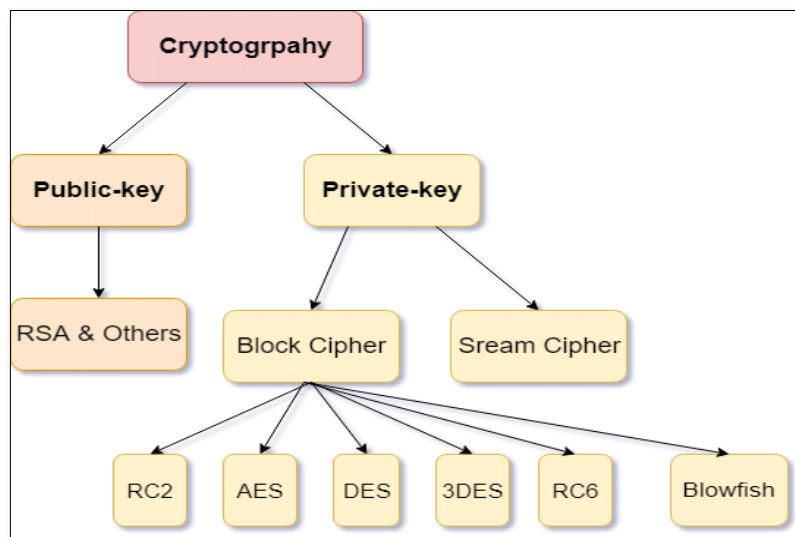 Cryptogrpahy
Public-key
Private-key
RSA & Others
Block Cipher
Sream Cipher
RC2
AES
DES
3DES
RC6
Blowfish